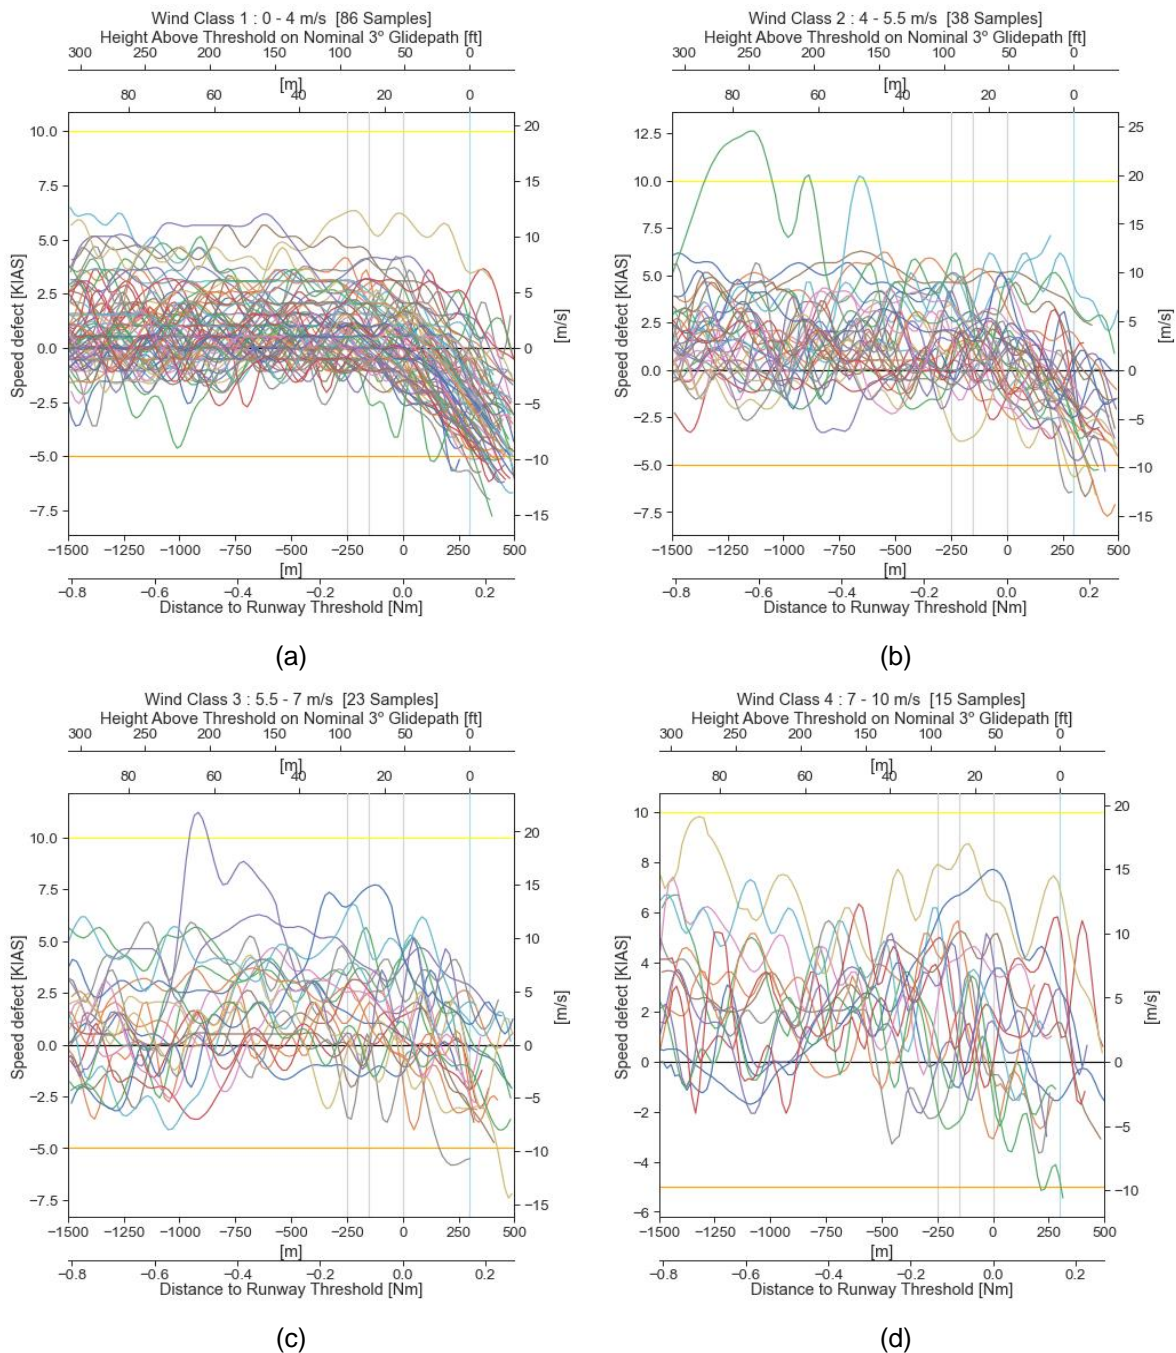 Wind Class 1 : 0 - 4 m/s [86 Samples]
Height Above Threshold on Nominal 3º Glidepath [ft]
300 250 200 150 100 50 0
[m]
80 60 40 20 0
10.0
7.5
5.0
2.5
0.0
−2.5
−5.0
−7.5
Speed defect [KIAS]
20
15
10
5
0
−5
−10
−15
[m/s]
−1500 −1250 −1000 −750 −500 −250 0 250 500
[m]
−0.8 −0.6 −0.4 −0.2 0.0 0.2
Distance to Runway Threshold [Nm]
(a)
Wind Class 2 : 4 - 5.5 m/s [38 Samples]
Height Above Threshold on Nominal 3º Glidepath [ft]
300 250 200 150 100 50 0
[m]
80 60 40 20 0
12.5
10.0
7.5
5.0
2.5
0.0
−2.5
−5.0
−7.5
Speed defect [KIAS]
25
20
15
10
5
0
−5
−10
−15
[m/s]
−1500 −1250 −1000 −750 −500 −250 0 250 500
[m]
−0.8 −0.6 −0.4 −0.2 0.0 0.2
Distance to Runway Threshold [Nm]
(b)
Wind Class 3 : 5.5 - 7 m/s [23 Samples]
Height Above Threshold on Nominal 3º Glidepath [ft]
300 250 200 150 100 50 0
[m]
80 60 40 20 0
10.0
7.5
5.0
2.5
0.0
−2.5
−5.0
−7.5
Speed defect [KIAS]
20
15
10
5
0
−5
−10
−15
[m/s]
−1500 −1250 −1000 −750 −500 −250 0 250 500
[m]
−0.8 −0.6 −0.4 −0.2 0.0 0.2
Distance to Runway Threshold [Nm]
(c)
Wind Class 4 : 7 - 10 m/s [15 Samples]
Height Above Threshold on Nominal 3º Glidepath [ft]
300 250 200 150 100 50 0
[m]
80 60 40 20 0
10
8
6
4
2
0
−2
−4
−6
Speed defect [KIAS]
20
15
10
5
0
−5
−10
[m/s]
−1500 −1250 −1000 −750 −500 −250 0 250 500
[m]
−0.8 −0.6 −0.4 −0.2 0.0 0.2
Distance to Runway Threshold [Nm]
(d)